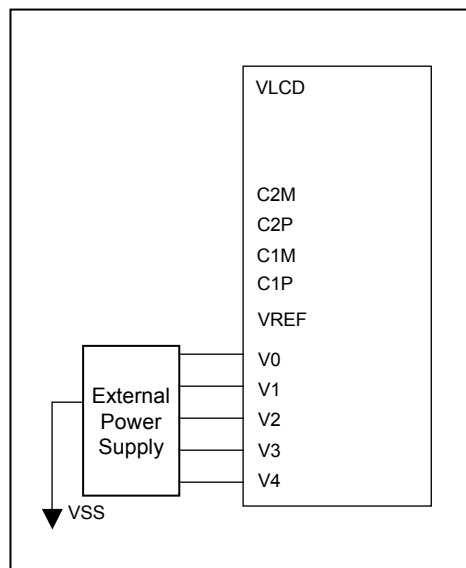 VLCD
C2M
C2P
C1M
C1P
VREF
V0
V1
V2
V3
V4
External
Power
Supply
VSS